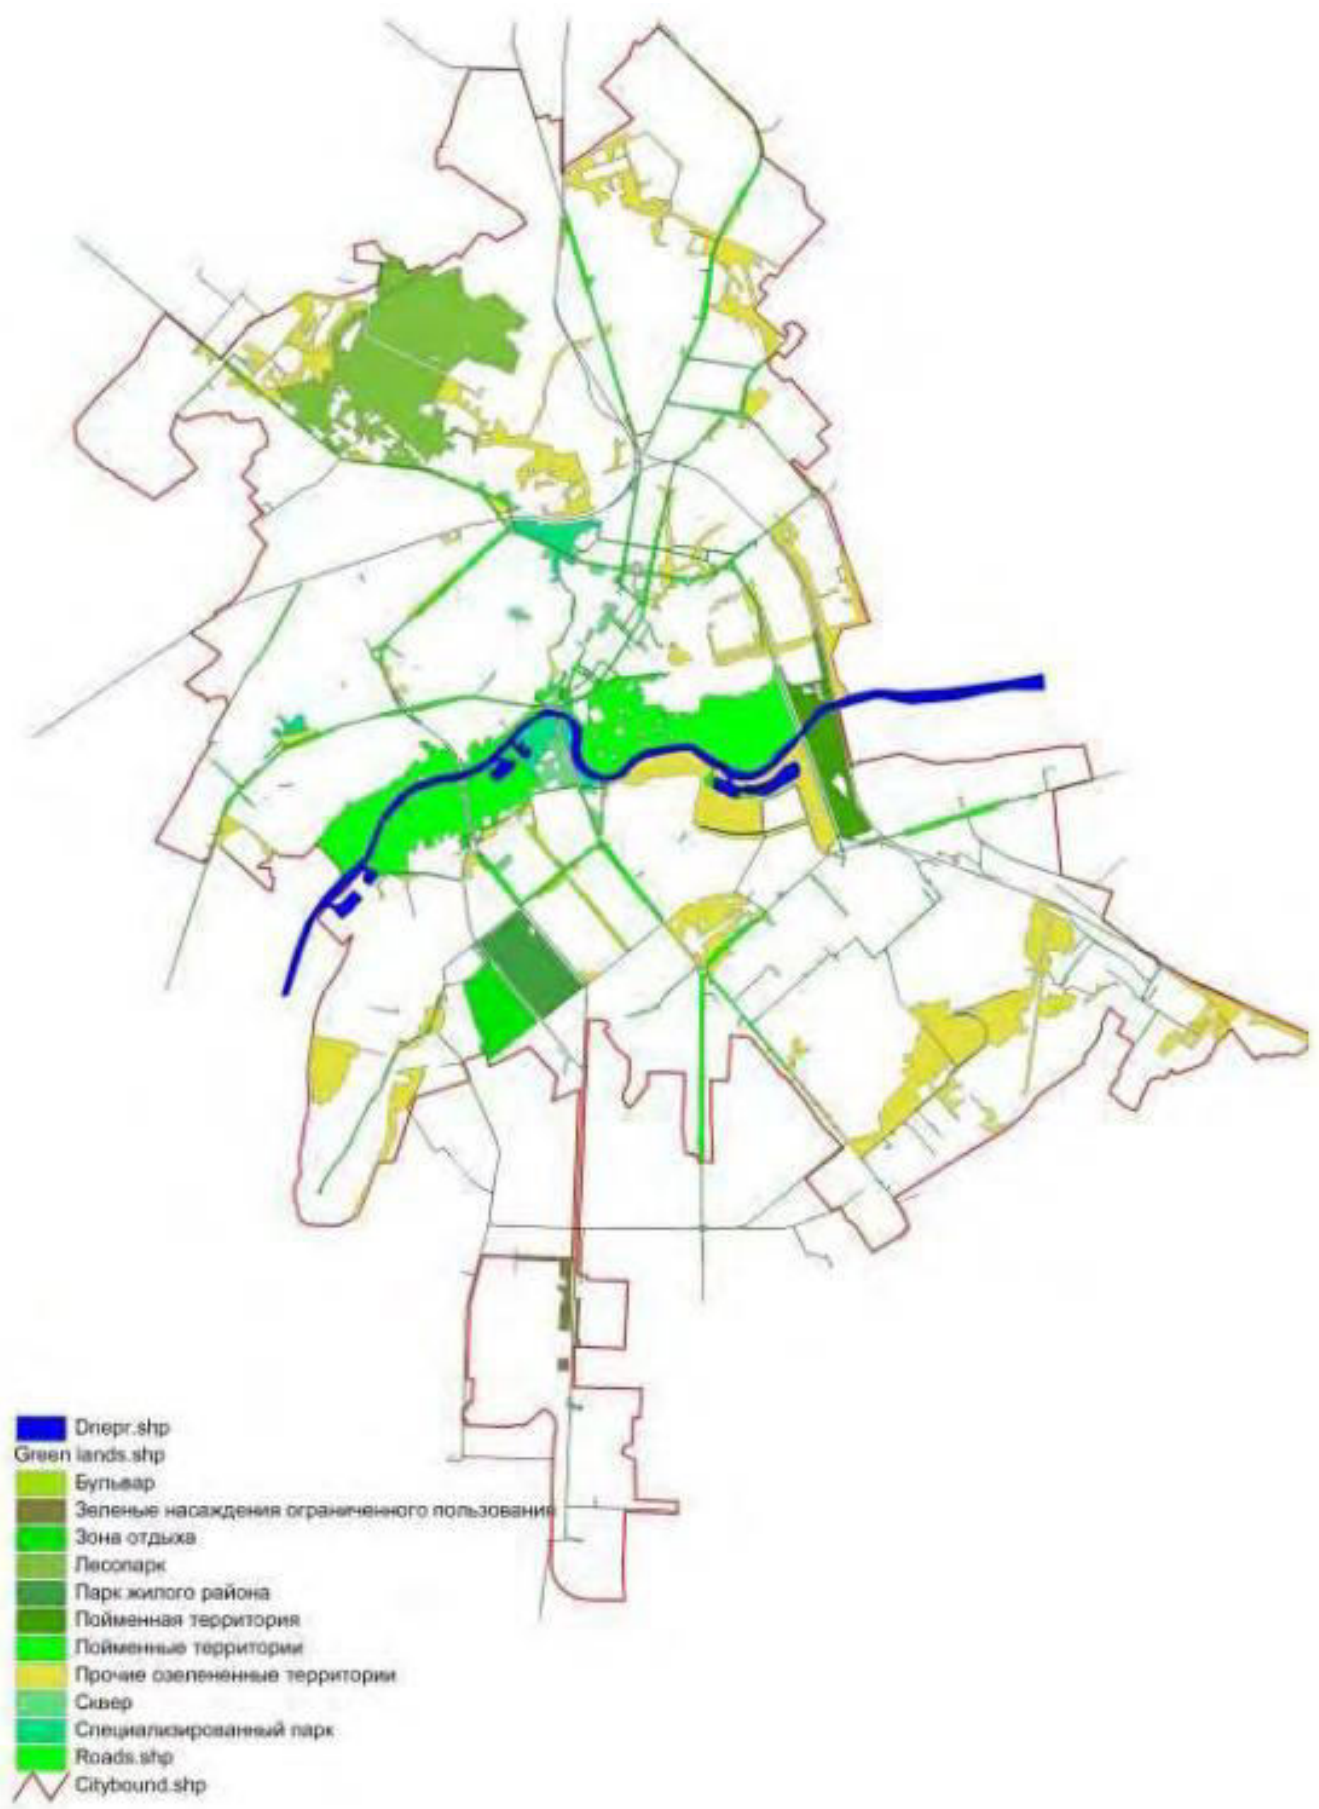 Dnepr.shp
Green lands.shp
Бульвар
Зеленые насаждения ограниченного пользования
Зона отдыха
Лесопарк
Парк жилого района
Пойменная территория
Пойменные территории
Прочие озелененные территории
Сквер
Специализированный парк
Roads.shp
Citybound.shp